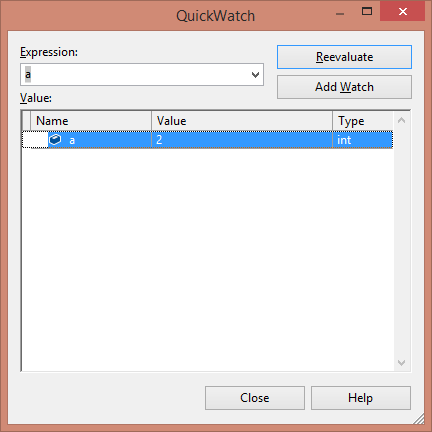 QuickWatch
Expression:
Reevaluate
a
Add Watch
Value:
Name Value Type
a 2 int
Close Help